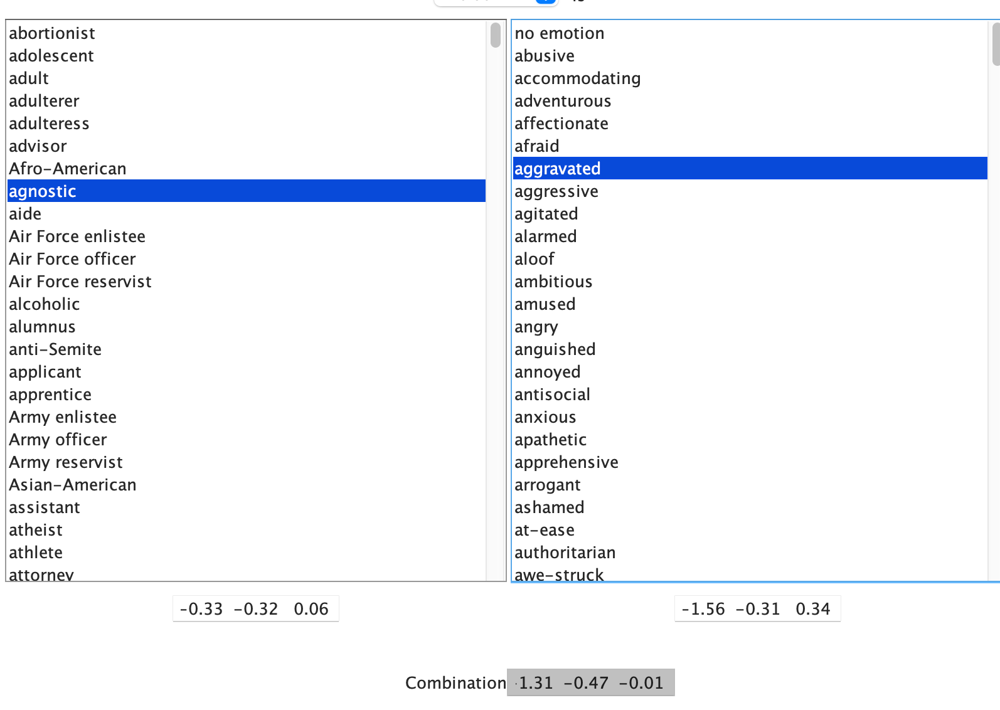 abortionist
adolescent
adult
adulterer
adulteress
advisor
Afro-American
agnostic
aide
Air Force enlistee
Air Force officer
Air Force reservist
alcoholic
alumnus
anti-Semite
applicant
apprentice
Army enlistee
Army officer
Army reservist
Asian-American
assistant
atheist
athlete
attorney
no emotion
abusive
accommodating
adventurous
affectionate
afraid
aggravated
aggressive
agitated
alarmed
aloof
ambitious
amused
angry
anguished
annoyed
antisocial
anxious
apathetic
apprehensive
arrogant
ashamed
at-ease
authoritarian
awe-struck
-0.33 -0.32 0.06
-1.56 -0.31 0.34
Combination -1.31 -0.47 -0.01